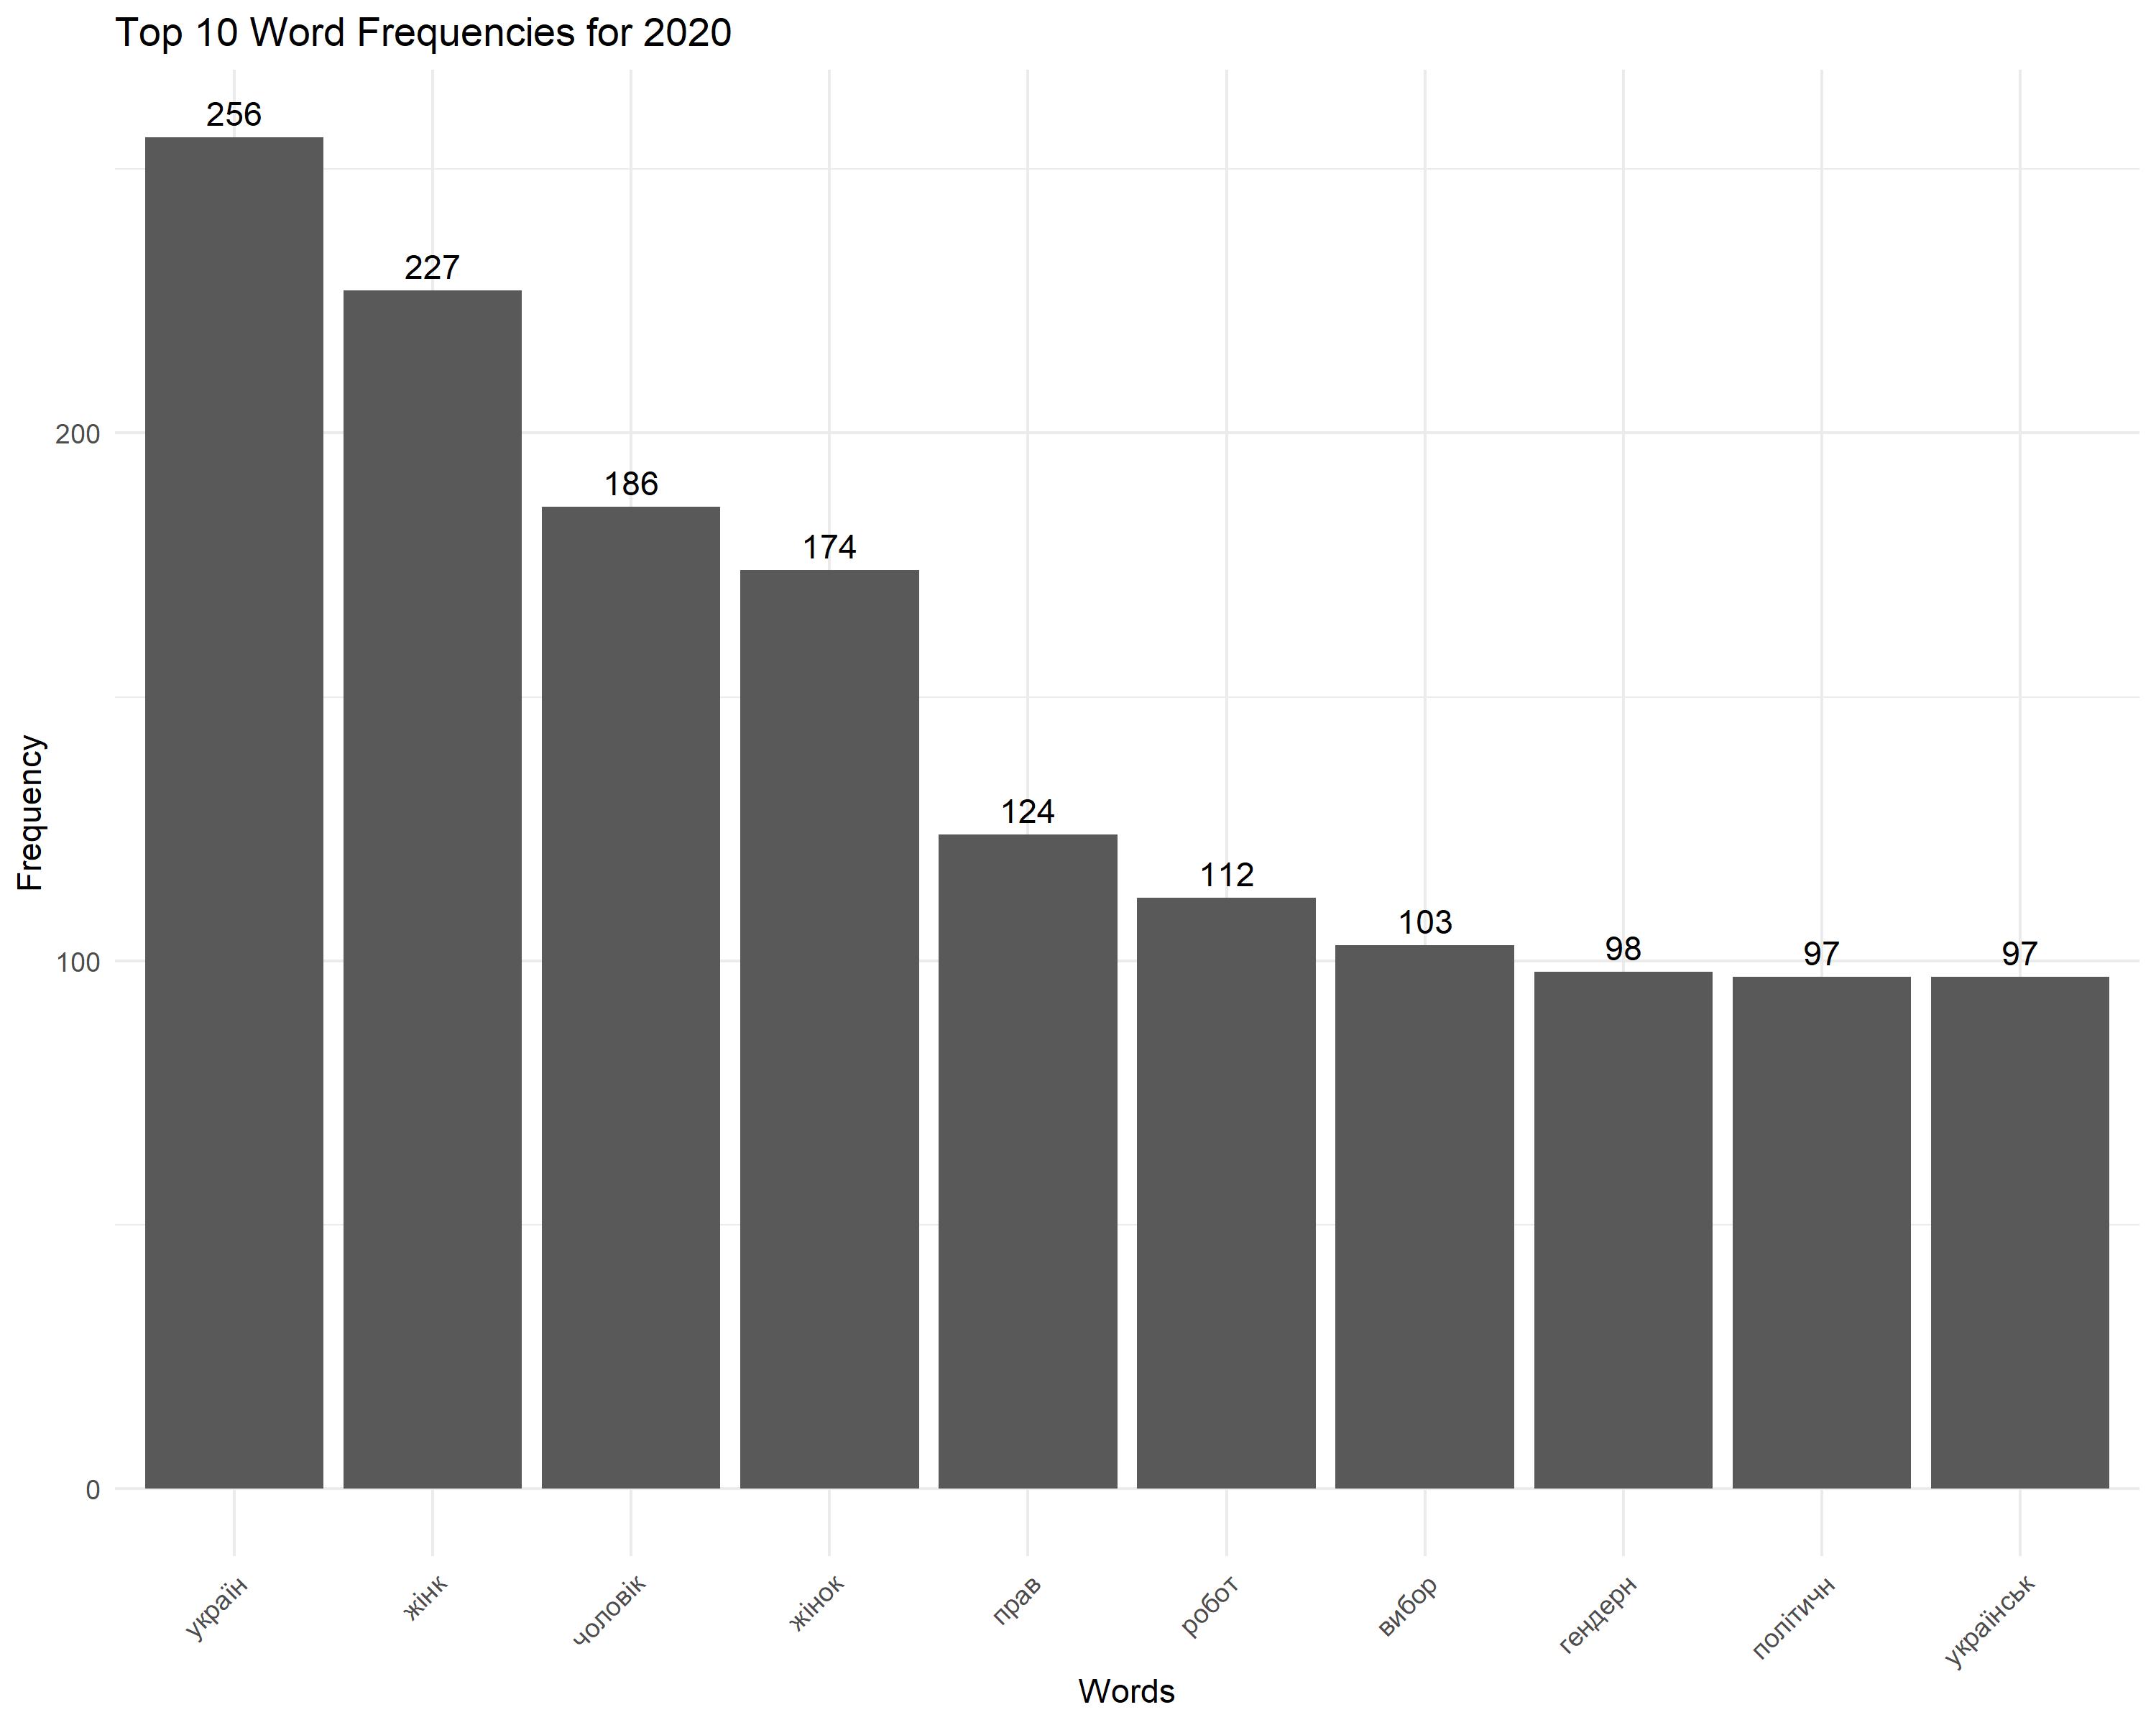 Top 10 Word Frequencies for 2020
256
227
186
174
124
112
103
98
97
97
200
100
0
Frequency
україн
жінк
чоловік
жінок
прав
робот
вибор
гендерн
політичн
українськ
Words